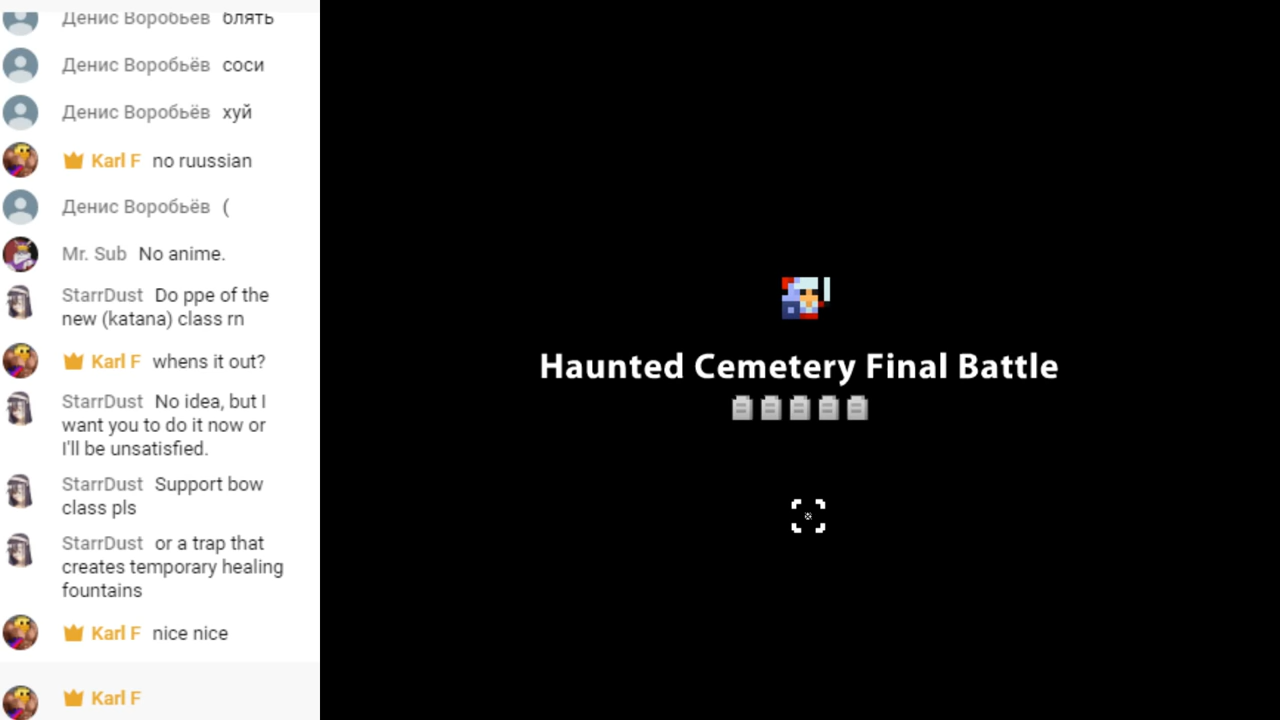 Денис Воробьёв блять
Денис Воробьёв соси
Денис Воробьёв хуй
Karl F no ruussian
Денис Воробьёв (
Mr. Sub No anime.
StarrDust Do ppe of the
new (katana) class rn
Karl F whens it out?
StarrDust No idea, but I
want you to do it now or
I'll be unsatisfied.
StarrDust Support bow
class pls
StarrDust or a trap that
creates temporary healing
fountains
Karl F nice nice
Karl F
Haunted Cemetery Final Battle